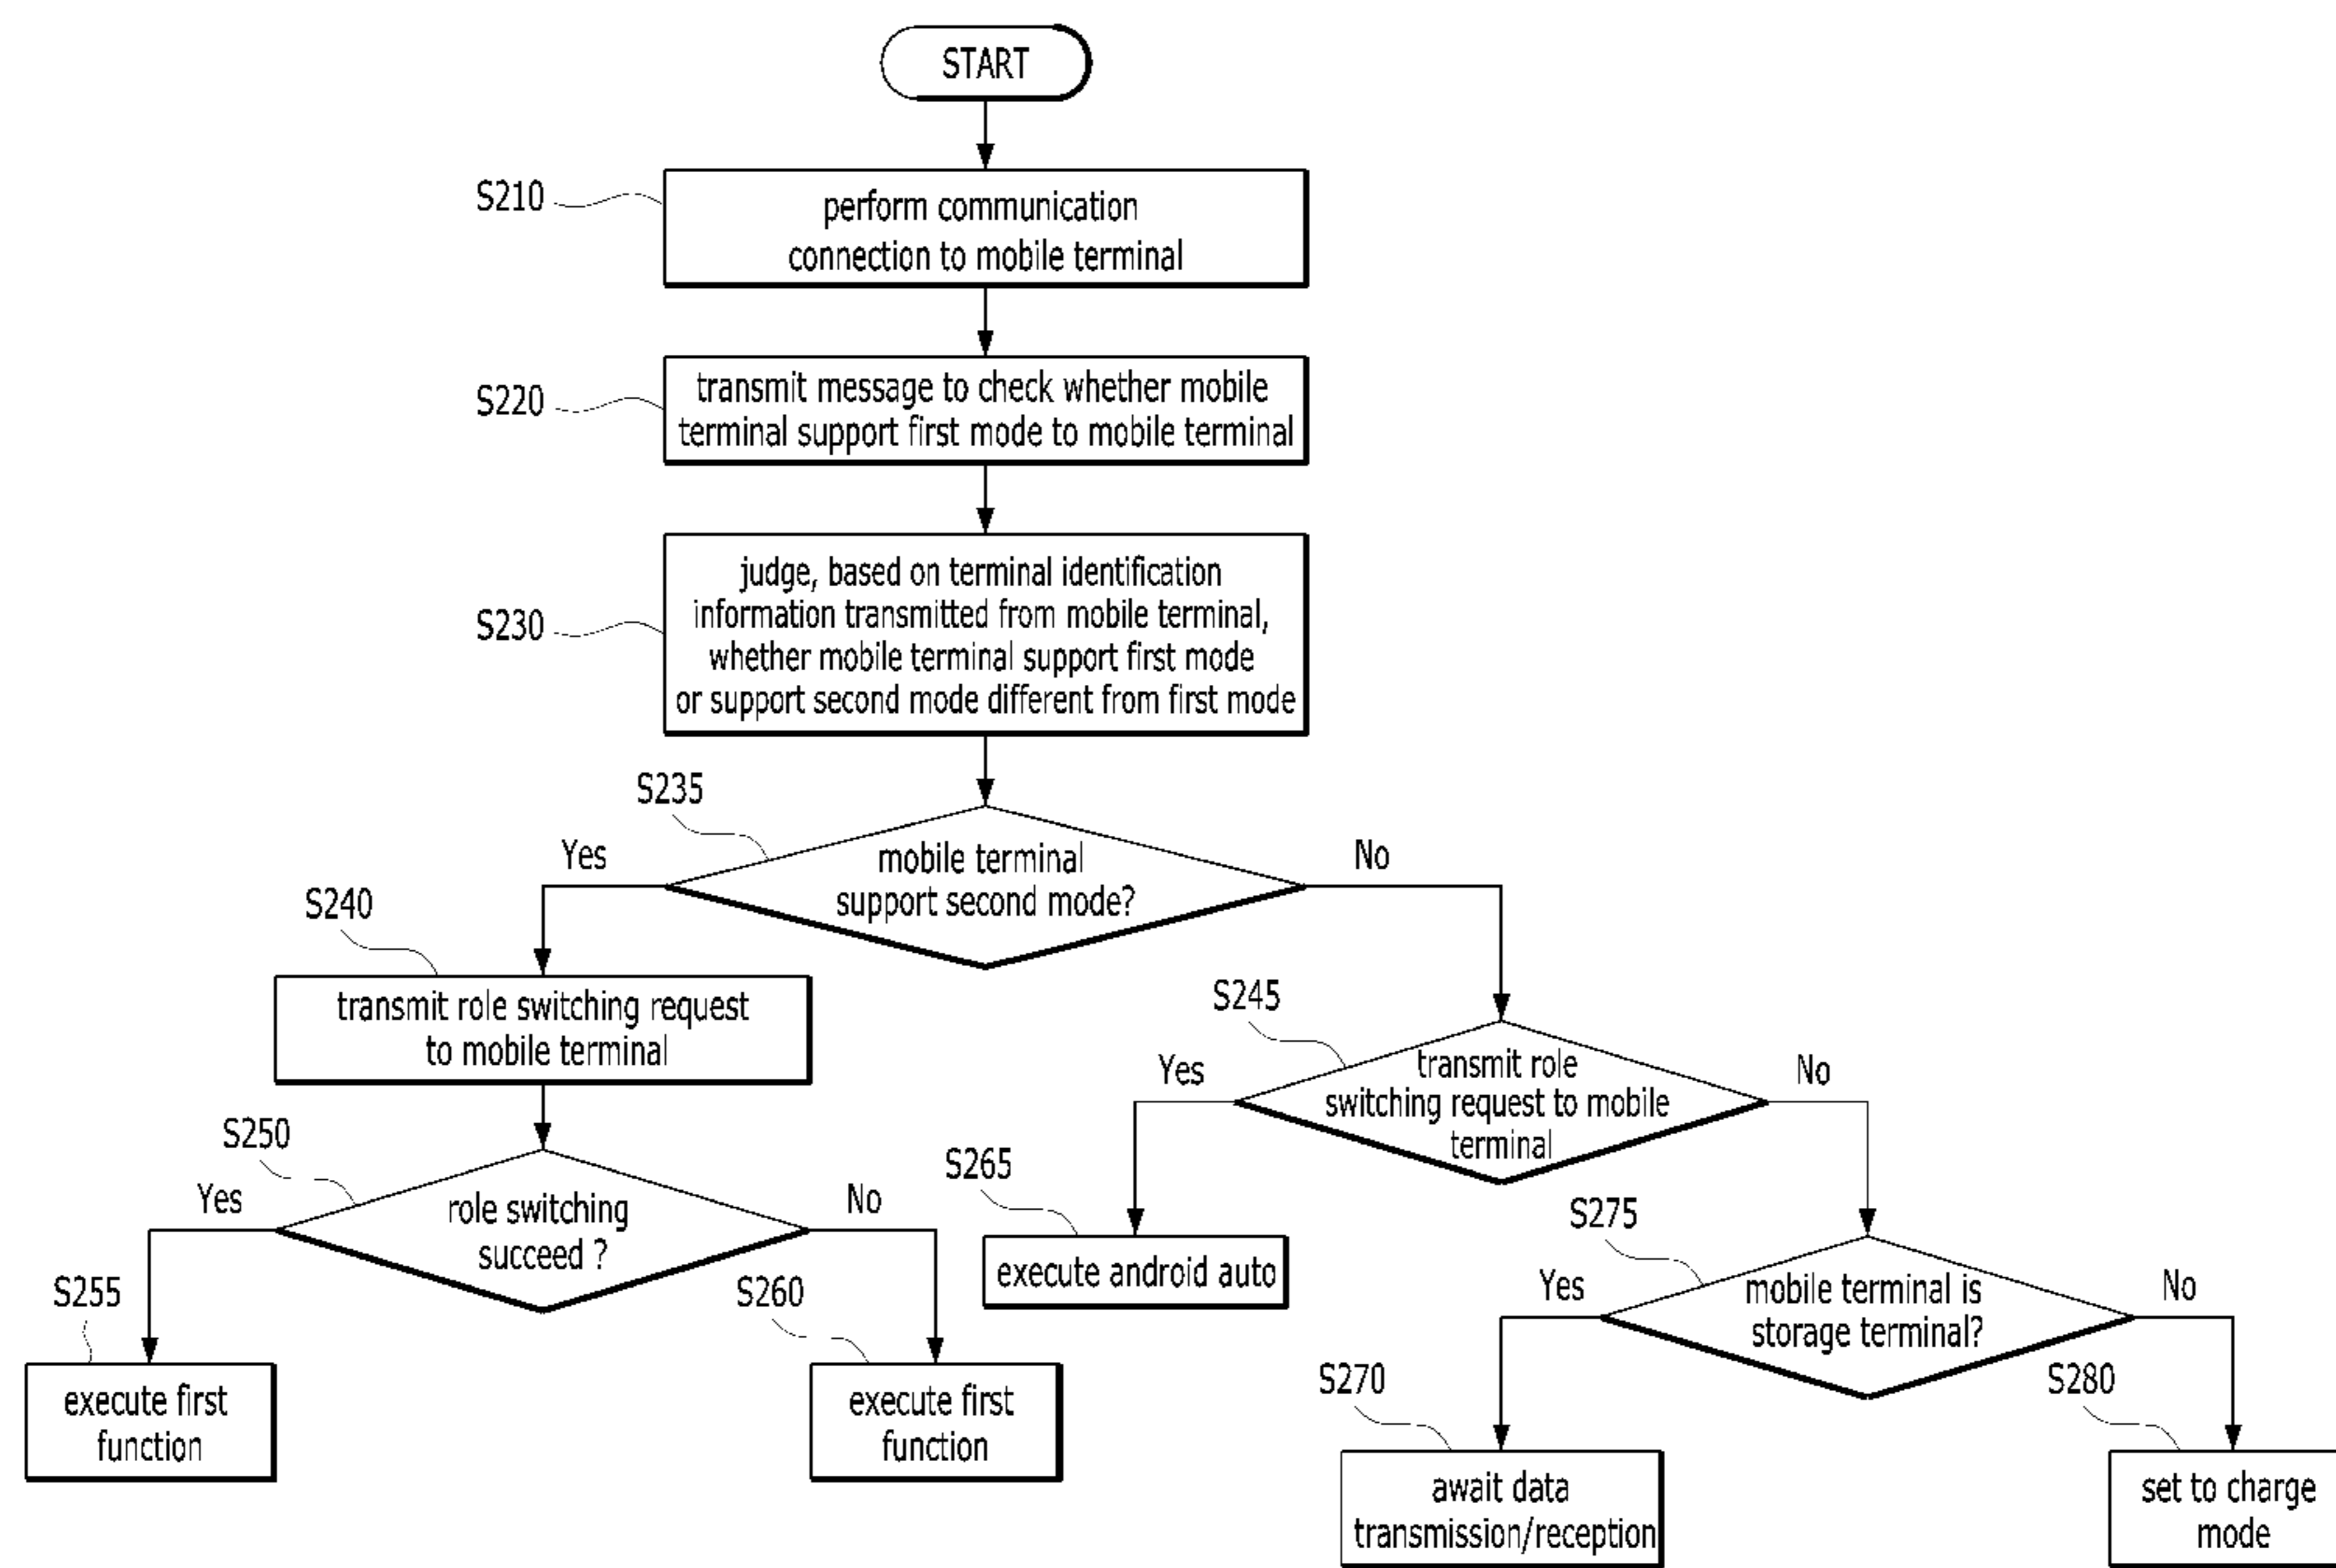 START
S210
perform communication
connection to mobile terminal
S220
transmit message to check whether mobile
terminal support first mode to mobile terminal
S230
judge, based on terminal identification
information transmitted from mobile terminal,
whether mobile terminal support first mode
or support second mode different from first mode
S235
Yes
No
mobile terminal
support second mode?
S240
transmit role switching request
to mobile terminal
S245
Yes
No
transmit role
switching request to mobile
terminal
S250
Yes
No
role switching
succeed ?
S265
execute android auto
S275
Yes
No
mobile terminal is
storage terminal?
S255
execute first
function
S260
execute first
function
S270
await data
transmission/reception
S280
set to charge
mode